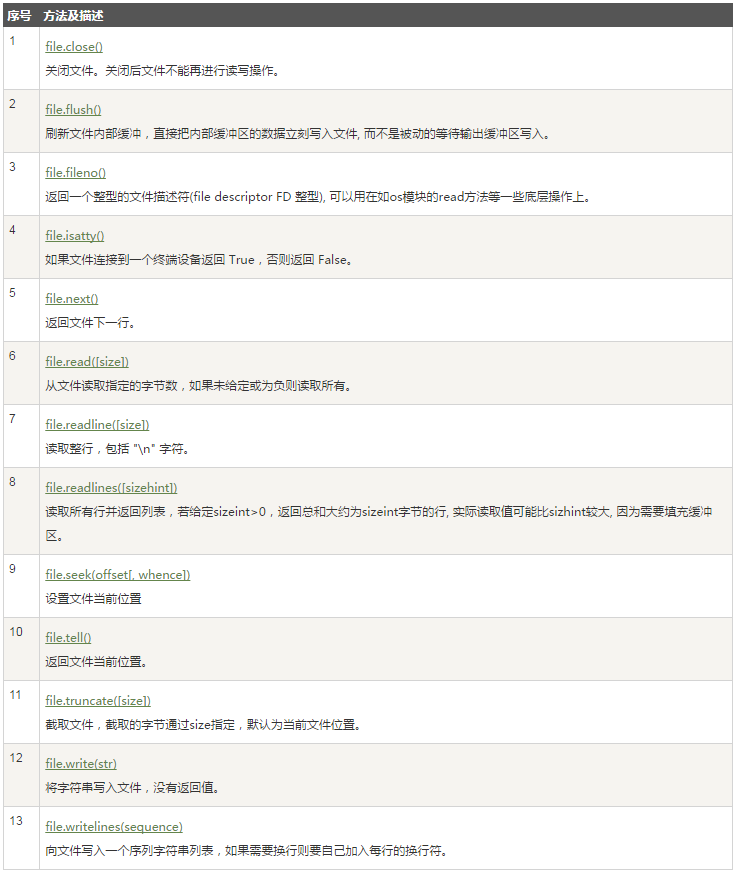 序号 方法及描述
1 file.close()
关闭文件。关闭后文件不能再进行读写操作。
2 file.flush()
刷新文件内部缓冲，直接把内部缓冲区的数据立刻写入文件, 而不是被动的等待输出缓冲区写入。
3 file.fileno()
返回一个整型的文件描述符(file descriptor FD 整型), 可以用在如os模块的read方法等一些底层操作上。
4 file.isatty()
如果文件连接到一个终端设备返回 True，否则返回 False。
5 file.next()
返回文件下一行。
6 file.read([size])
从文件读取指定的字节数，如果未给定或为负则读取所有。
7 file.readline([size])
读取整行，包括 "\n" 字符。
8 file.readlines([sizehint])
读取所有行并返回列表，若给定sizeint>0，返回总和大约为sizeint字节的行, 实际读取值可能比sizhint较大, 因为需要填充缓冲
区。
9 file.seek(offset[, whence])
设置文件当前位置
10 file.tell()
返回文件当前位置。
11 file.truncate([size])
截取文件，截取的字节通过size指定，默认为当前文件位置。
12 file.write(str)
将字符串写入文件，没有返回值。
13 file.writelines(sequence)
向文件写入一个序列字符串列表，如果需要换行则要自己加入每行的换行符。